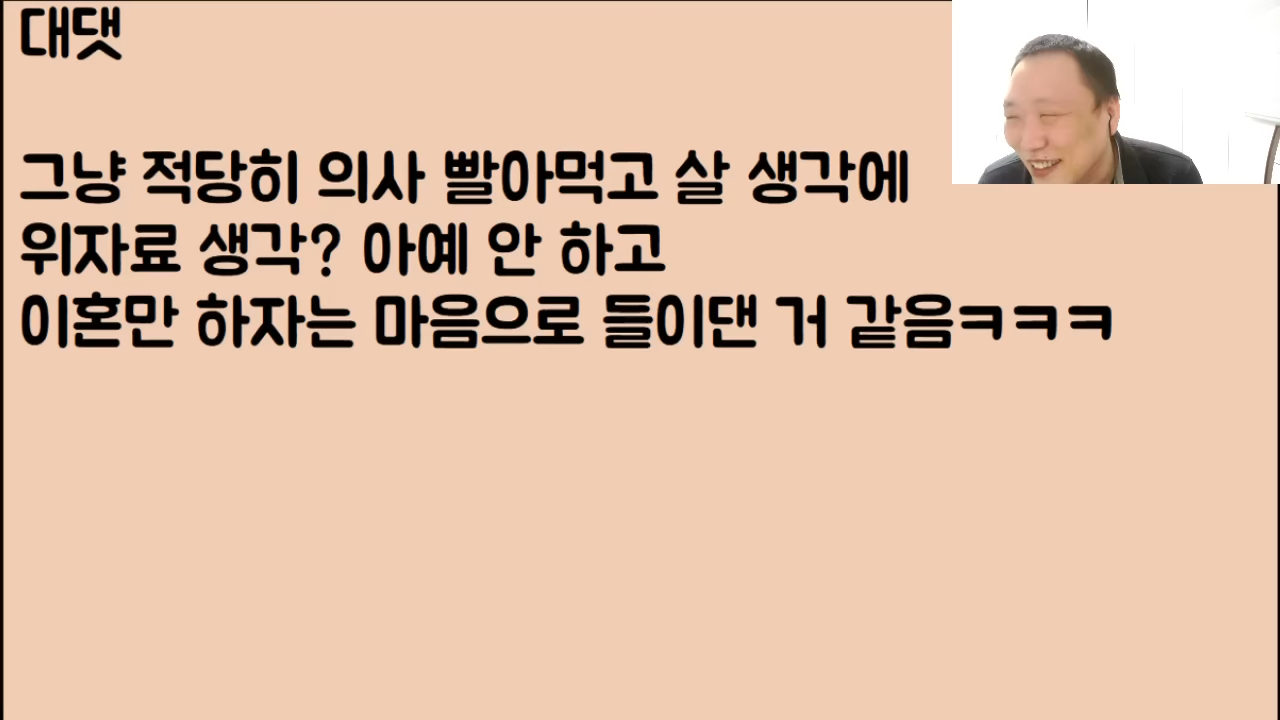 대댓
그냥 적당히 의사 빨아먹고 살 생각에
위자료 생각? 아예 안 하고
이혼만 하자는 마음으로 들이댄 거 같음ㅋㅋㅋ